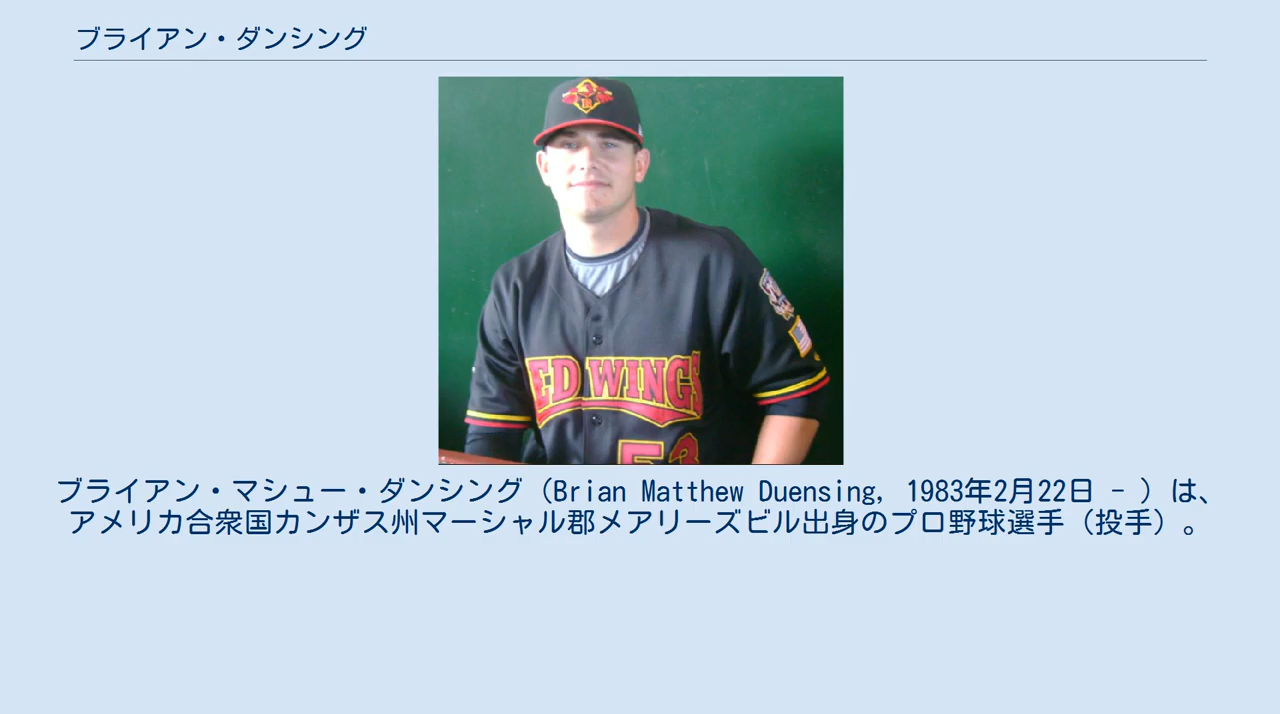 ブライアン・ダンシング
RED WINGS
53
ブライアン・マシュー・ダンシング（Brian Matthew Duensing, 1983年2月22日 - ）は、
アメリカ合衆国カンザス州マーシャル郡メアリーズビル出身のプロ野球選手（投手）。